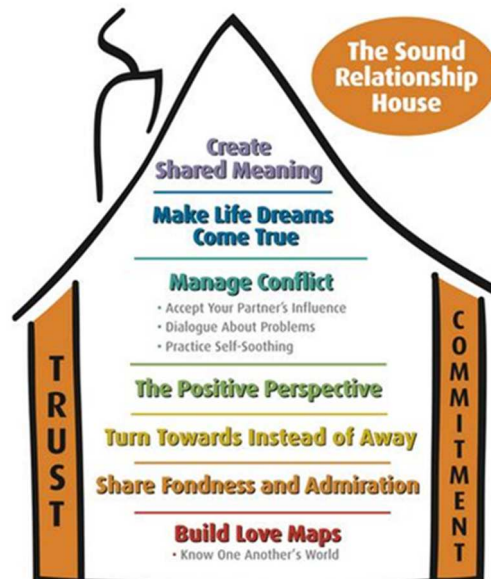 The Sound
Relationship
House
Create
Shared Meaning
Make Life Dreams
Come True
Manage Conflict
• Accept Your Partner's Influence
• Dialogue About Problems
• Practice Self-Soothing
The Positive Perspective
Turn Towards Instead of Away
Share Fondness and Admiration
Build Love Maps
• Know One Another's World
TRUST
COMMITMENT